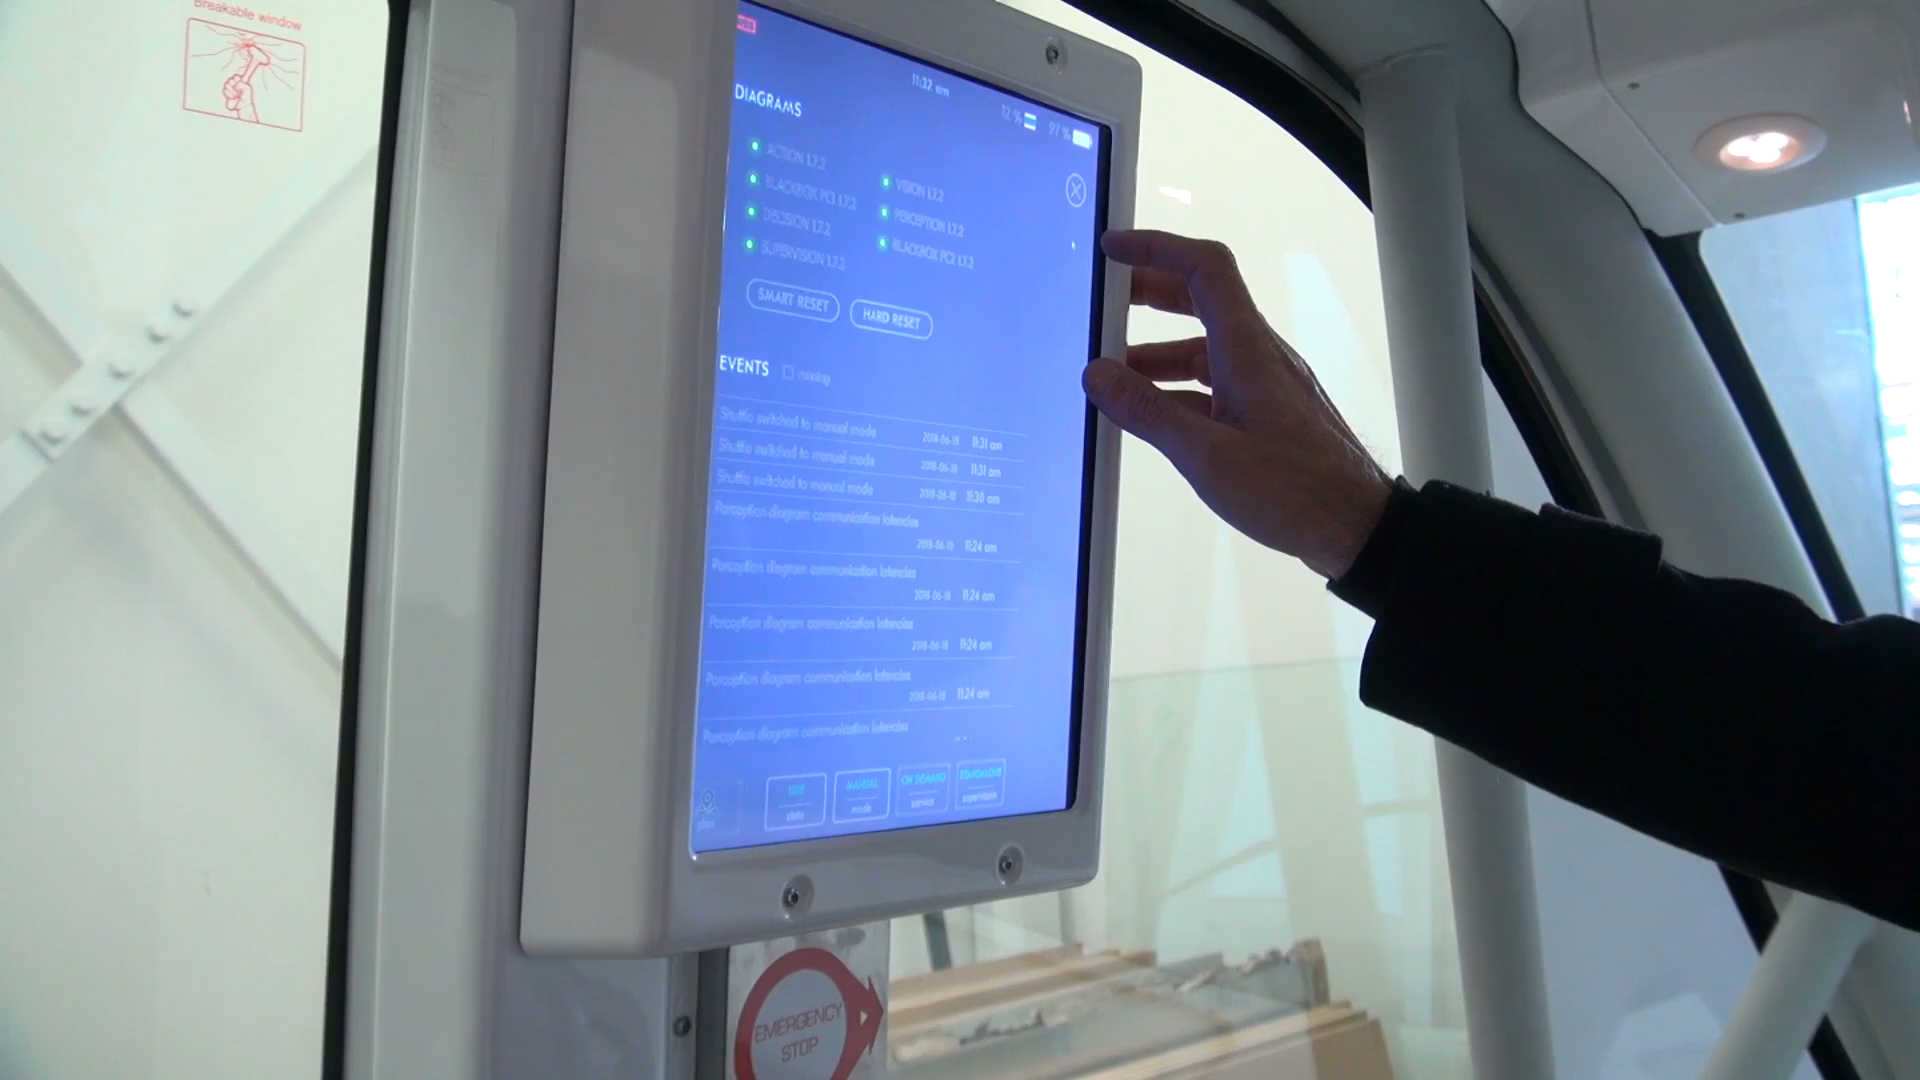 Breakable window
11:32 am
12 %
97 %
DIAGRAMS
ACTION 1.7.2
BLACKBOX PC1 1.7.2
DECISION 1.7.2
SUPERVISION 1.7.2
VISION 1.7.2
PERCEPTION 1.7.2
BLACKBOX PC2 1.7.2
SMART RESET
HARD RESET
EVENTS
running
Shuttle switched to manual mode 2018-06-18 11:31 am
Shuttle switched to manual mode 2018-06-18 11:31 am
Shuttle switched to manual mode 2018-06-18 11:30 am
Perception diagram communication latencies
2018-06-18 11:24 am
Perception diagram communication latencies
2018-06-18 11:24 am
Perception diagram communication latencies
2018-06-18 11:24 am
Perception diagram communication latencies
2018-06-18 11:24 am
Perception diagram communication latencies
state
MANUAL
mode
ON DEMAND
service
STANDALONE
supervision
EMERGENCY
STOP